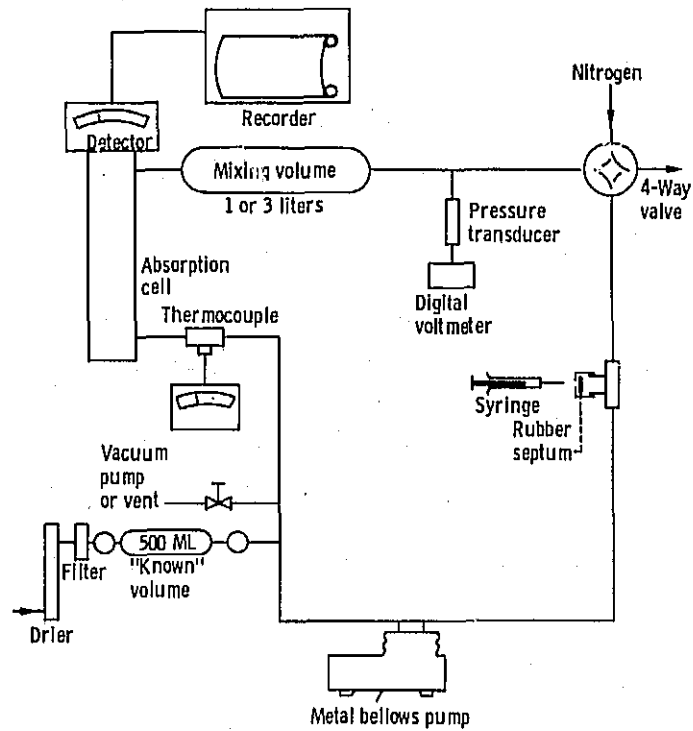 Recorder
Detector
Nitrogen
Mixing volume
1 or 3 liters
4-Way
valve
Pressure
transducer
Absorption
cell
Digital
voltmeter
Thermocouple
Syringe
Rubber
septum
Vacuum
pump
or vent
500 ML
"Known"
volume
Filter
Drier
Metal bellows pump